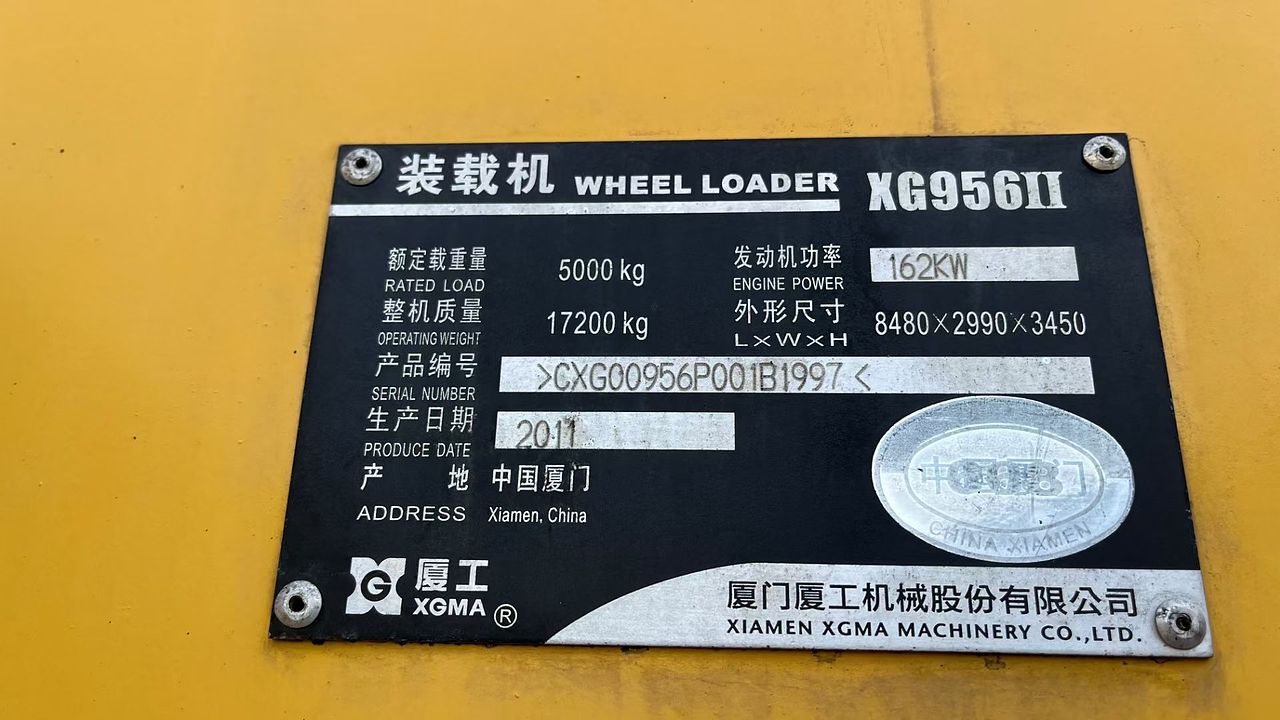 装载机 WHEEL LOADER XG956II
额定载重量 5000 kg 发动机功率 162KW
RATED LOAD ENGINE POWER
整机质量 17200 kg 外形尺寸 8480×2990×3450
OPERATING WEIGHT L×W×H
产品编号 >CXG00956P001B1997<
SERIAL NUMBER
生产日期 2011
PRODUCE DATE
产地 中国厦门
ADDRESS Xiamen, China
CHINA XIAMEN
厦工
XGMA ®
厦门厦工机械股份有限公司
XIAMEN XGMA MACHINERY CO.,LTD.